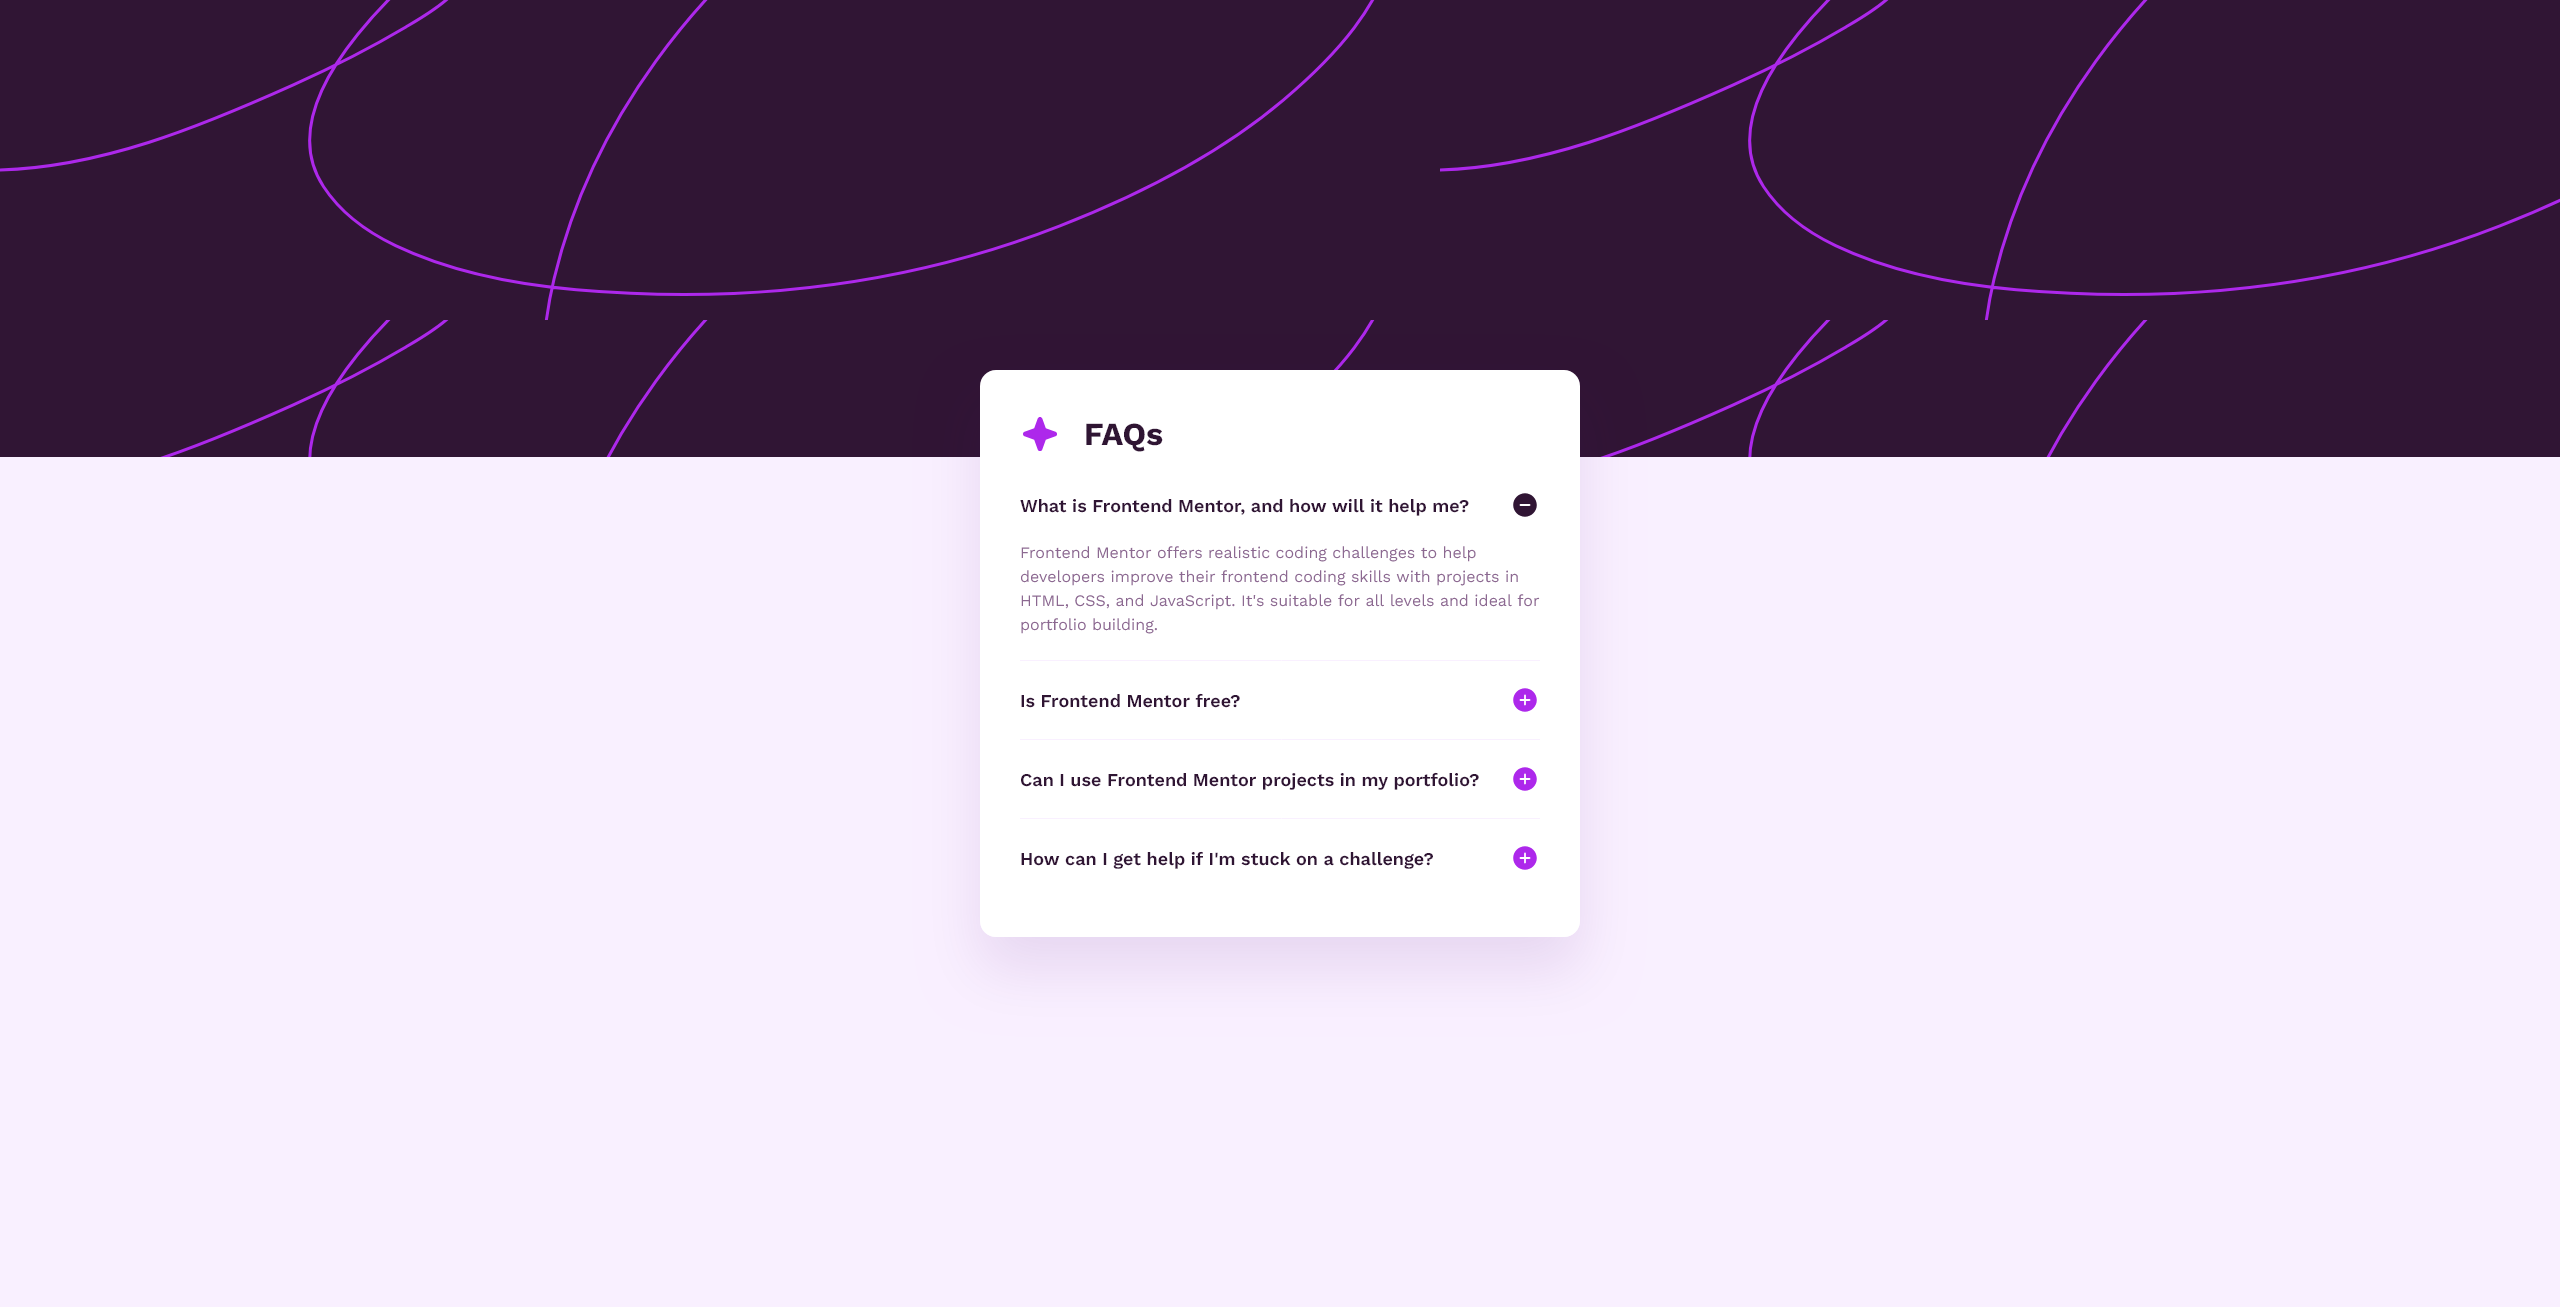 FAQs
What is Frontend Mentor, and how will it help me?
Frontend Mentor offers realistic coding challenges to help
developers improve their frontend coding skills with projects in
HTML, CSS, and JavaScript. It's suitable for all levels and ideal for
portfolio building.
Is Frontend Mentor free?
Can I use Frontend Mentor projects in my portfolio?
How can I get help if I'm stuck on a challenge?